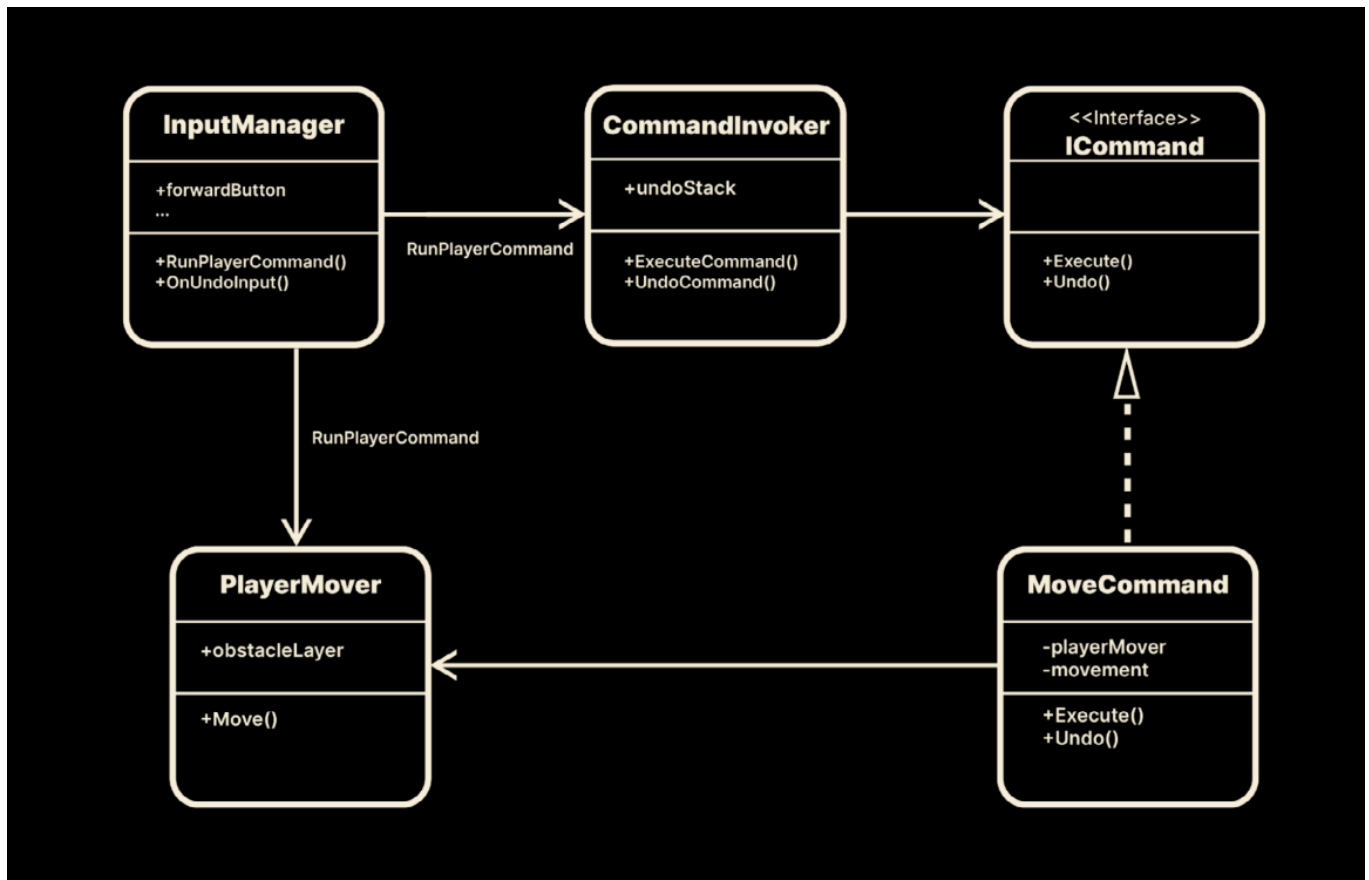 InputManager
+forwardButton
...
+RunPlayerCommand()
+OnUndoInput()
RunPlayerCommand
CommandInvoker
+undoStack
+ExecuteCommand()
+UndoCommand()
<<Interface>>
ICommand
+Execute()
+Undo()
RunPlayerCommand
PlayerMover
+obstacleLayer
+Move()
MoveCommand
-playerMover
-movement
+Execute()
+Undo()